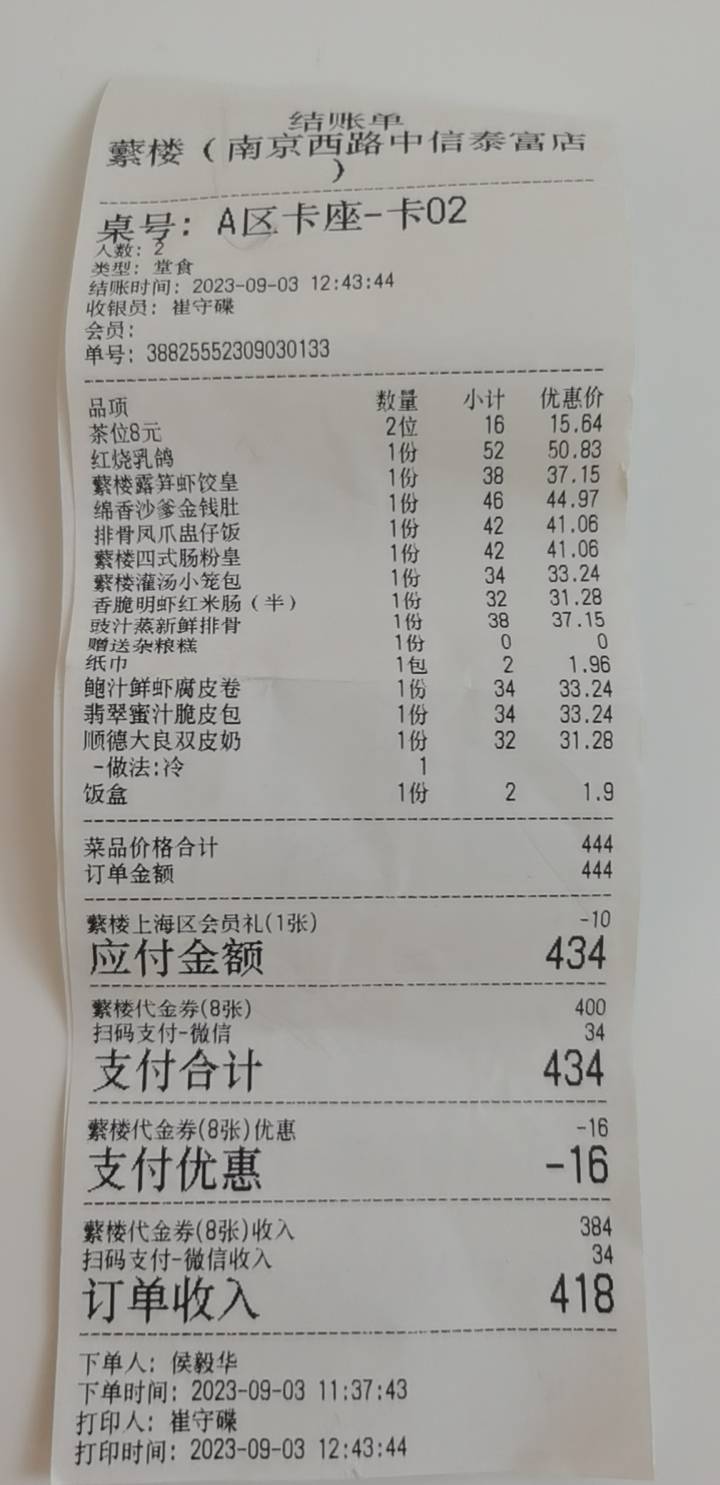 结账单
蘩楼（南京西路中信泰富店
）
桌号: A区卡座-卡02
人数: 2
类型: 堂食
结账时间: 2023-09-03 12:43:44
收银员: 崔守碟
会员:
单号: 38825552309030133
品项 数量 小计 优惠价
茶位8元 2位 16 15.64
红烧乳鸽 1份 52 50.83
蘩楼露笋虾饺皇 1份 38 37.15
绵香沙爹金钱肚 1份 46 44.97
排骨凤爪盅仔饭 1份 42 41.06
蘩楼四式肠粉皇 1份 42 41.06
蘩楼灌汤小笼包 1份 34 33.24
香脆明虾红米肠（半） 1份 32 31.28
豉汁蒸新鲜排骨 1份 38 37.15
赠送杂粮糕 1份 0 0
纸巾 1包 2 1.96
鲍汁鲜虾腐皮卷 1份 34 33.24
翡翠蜜汁脆皮包 1份 34 33.24
顺德大良双皮奶 1份 32 31.28
-做法:冷 1
饭盒 1份 2 1.9
菜品价格合计 444
订单金额 444
蘩楼上海区会员礼(1张) -10
应付金额 434
蘩楼代金券(8张) 400
扫码支付-微信 34
支付合计 434
蘩楼代金券(8张)优惠 -16
支付优惠 -16
蘩楼代金券(8张)收入 384
扫码支付-微信收入 34
订单收入 418
下单人: 侯毅华
下单时间: 2023-09-03 11:37:43
打印人: 崔守碟
打印时间: 2023-09-03 12:43:44